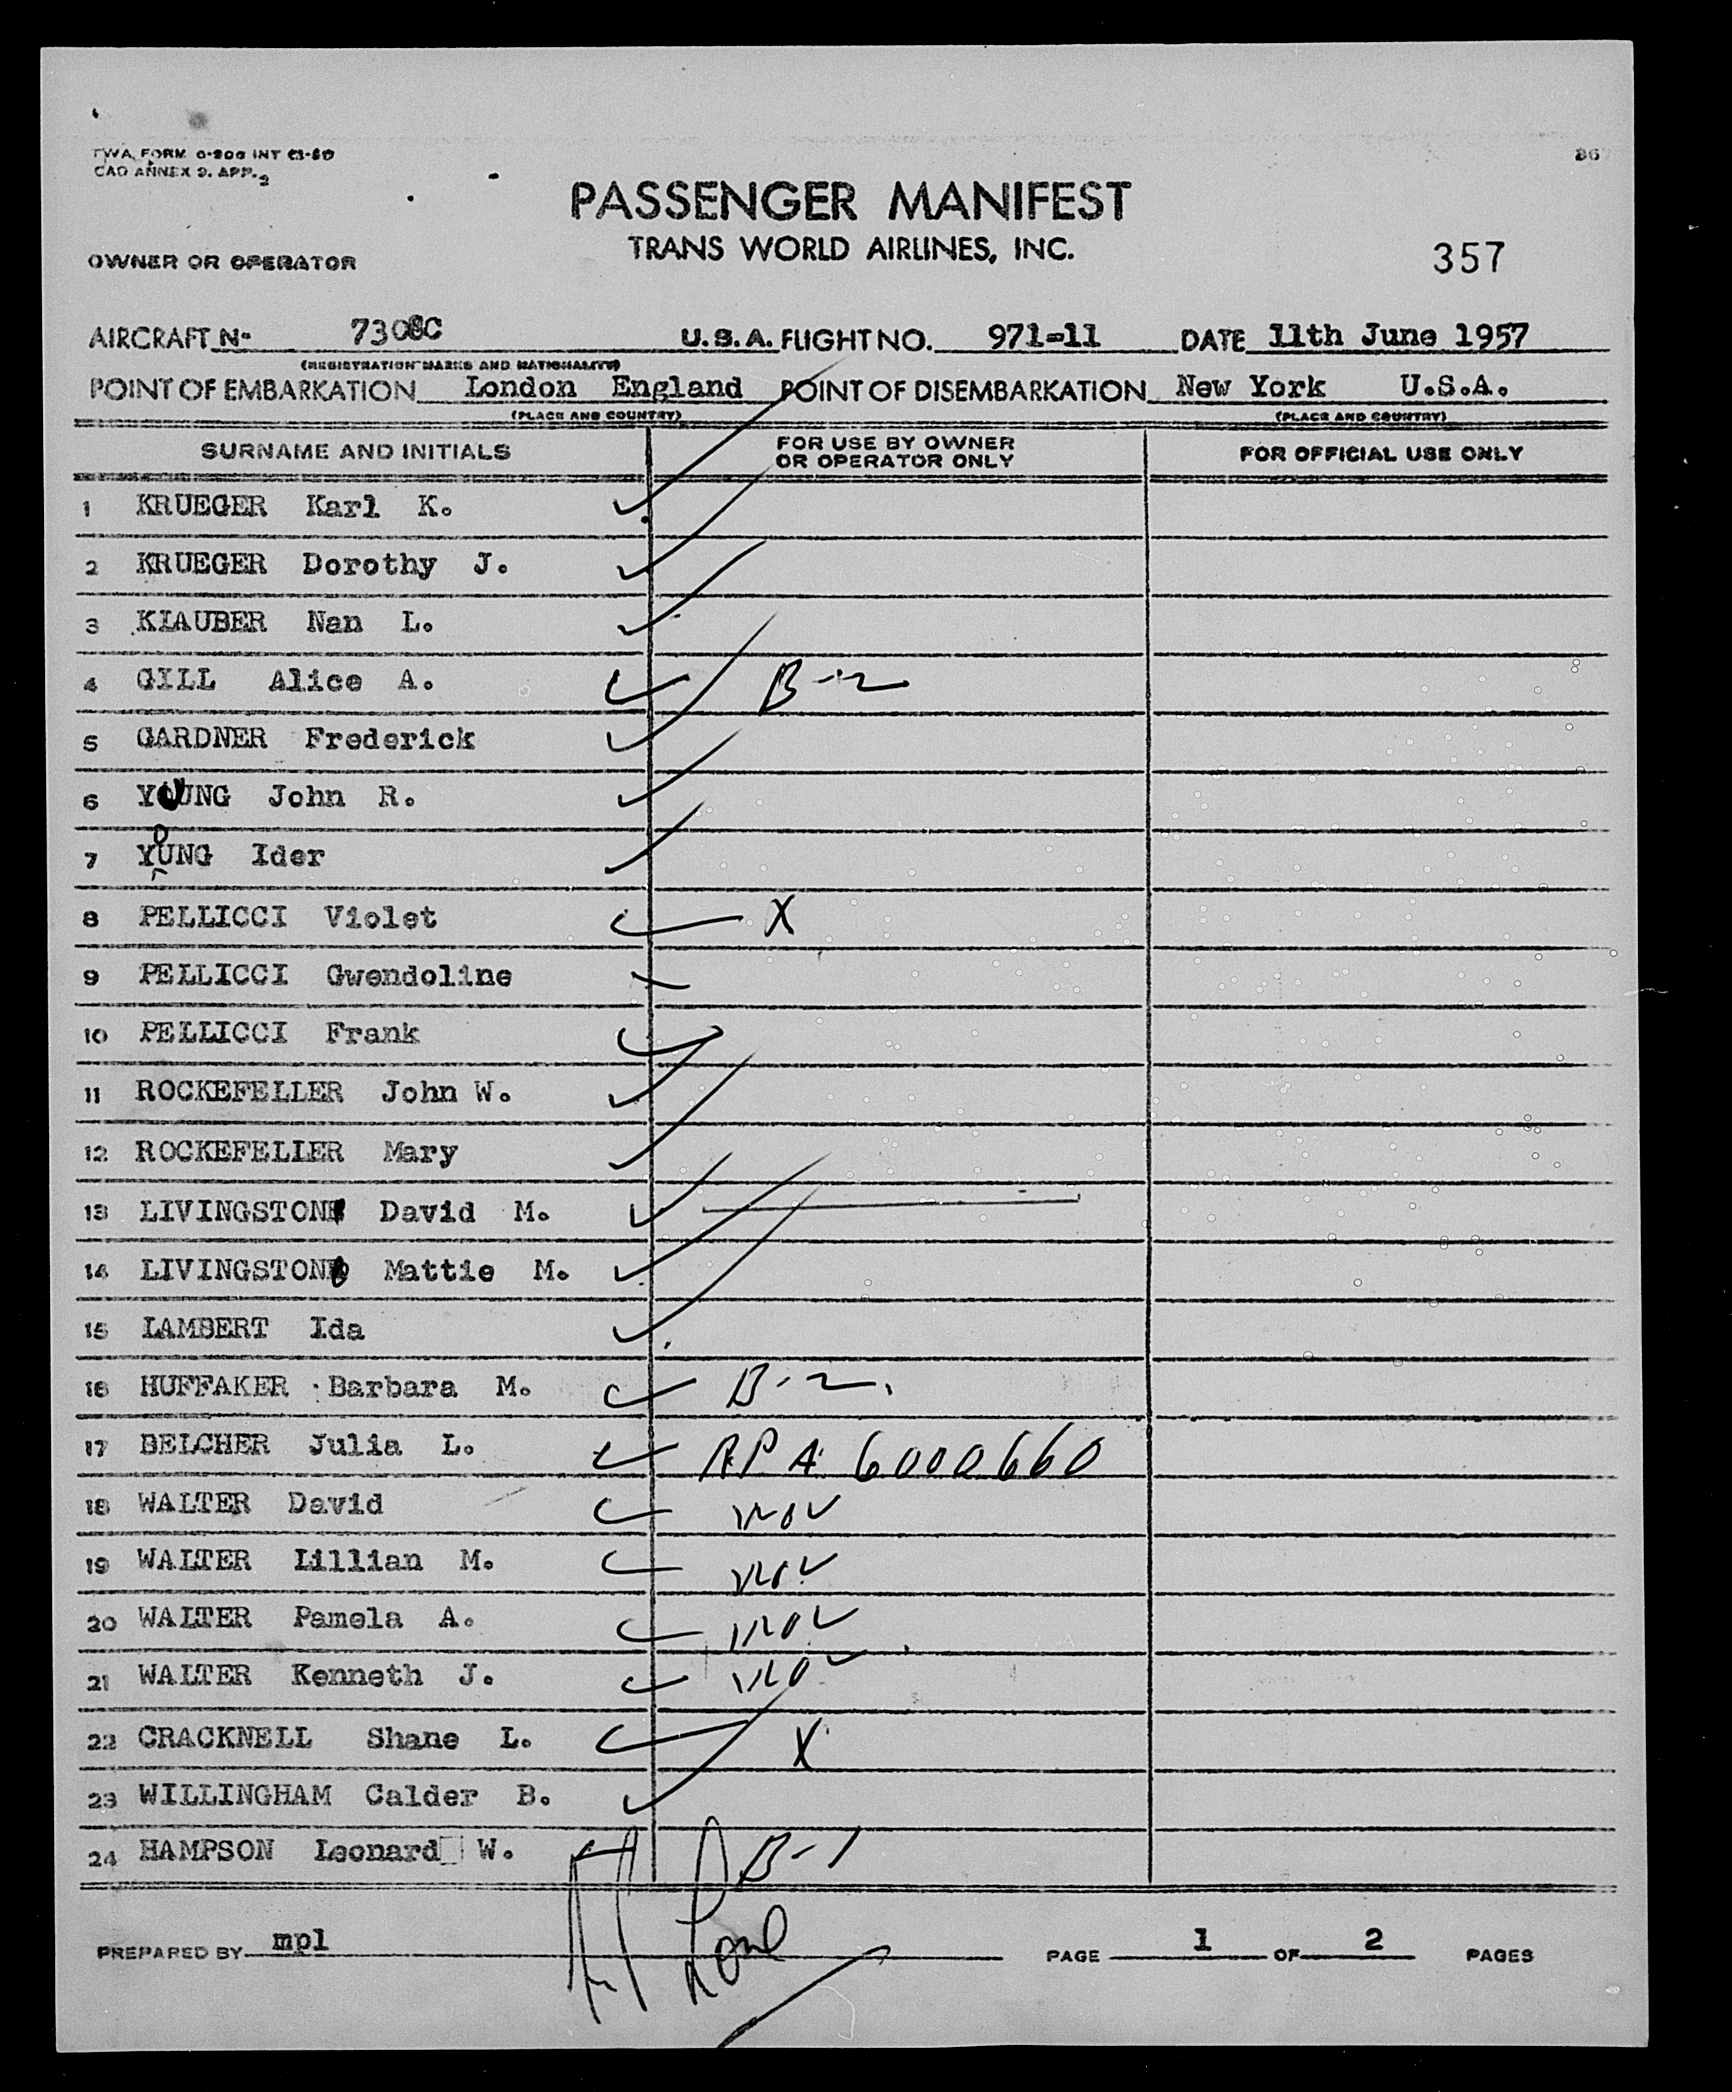 TWA FORM 0-200 INT
ICAO ANNEX 9. APP. 2
PASSENGER MANIFEST
TRANS WORLD AIRLINES, INC.
357
OWNER OR OPERATOR
AIRCRAFT N- 7308C U.S.A. FLIGHT NO. 971-11 DATE 11th June 1957
(REGISTRATION MARKS AND NATIONALITY)
POINT OF EMBARKATION London England POINT OF DISEMBARKATION New York U.S.A.
(PLACE AND COUNTRY) (PLACE AND COUNTRY)
SURNAME AND INITIALS FOR USE BY OWNER OR OPERATOR ONLY FOR OFFICIAL USE ONLY
1 KRUEGER Karl K.
2 KRUEGER Dorothy J.
3 KLAUBER Nan L.
4 GILL Alice A. B-2
5 GARDNER Frederick
6 YOUNG John R.
7 YOUNG Ider
8 PELLICCI Violet X
9 PELLICCI Gwendoline
10 PELLICCI Frank
11 ROCKEFELLER John W.
12 ROCKEFELLER Mary
13 LIVINGSTON David M.
14 LIVINGSTON Mattie M.
15 LAMBERT Ida
16 HUFFAKER Barbara M. B-2.
17 BELCHER Julia L. RPA 6000660
18 WALTER David
19 WALTER Lillian M.
20 WALTER Pamela A.
21 WALTER Kenneth J.
22 CRACKNELL Shane L. X
23 WILLINGHAM Calder B.
24 HAMPSON Leonard W. B-1
PREPARED BY mpl PAGE 1 OF 2 PAGES